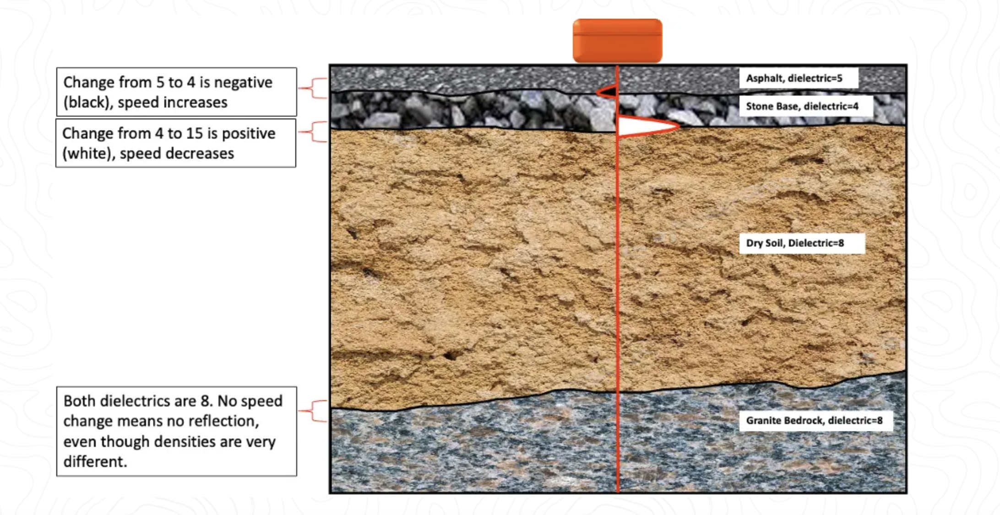 Change from 5 to 4 is negative
(black), speed increases
Change from 4 to 15 is positive
(white), speed decreases
Both dielectrics are 8. No speed
change means no reflection,
even though densities are very
different.
Asphalt, dielectric=5
Stone Base, dielectric=4
Dry Soil, Dielectric=8
Granite Bedrock, dielectric=8